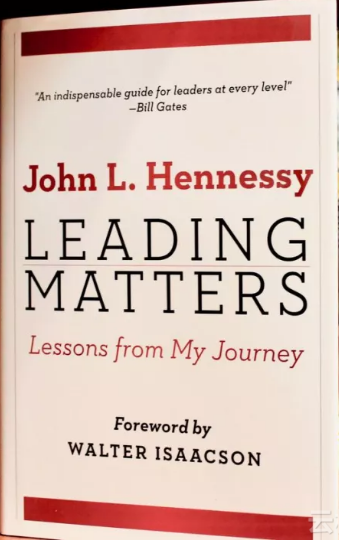 "An indispensable guide for leaders at every level"
—Bill Gates
John L. Hennessy
LEADING
MATTERS
Lessons from My Journey
Foreword by
WALTER ISAACSON